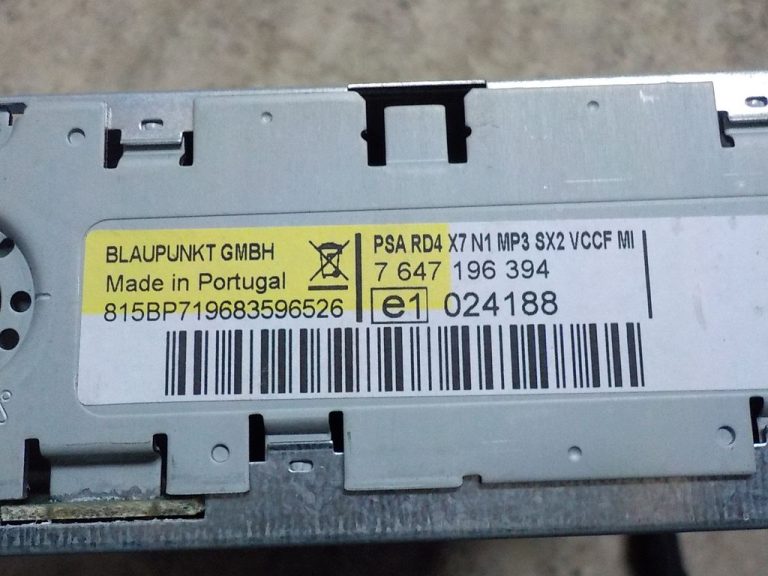 BLAUPUNKT GMBH
Made in Portugal
815BP719683596526
PSA RD4 X7 N1 MP3 SX2 VCCF MI
7 647 196 394
e1 024188